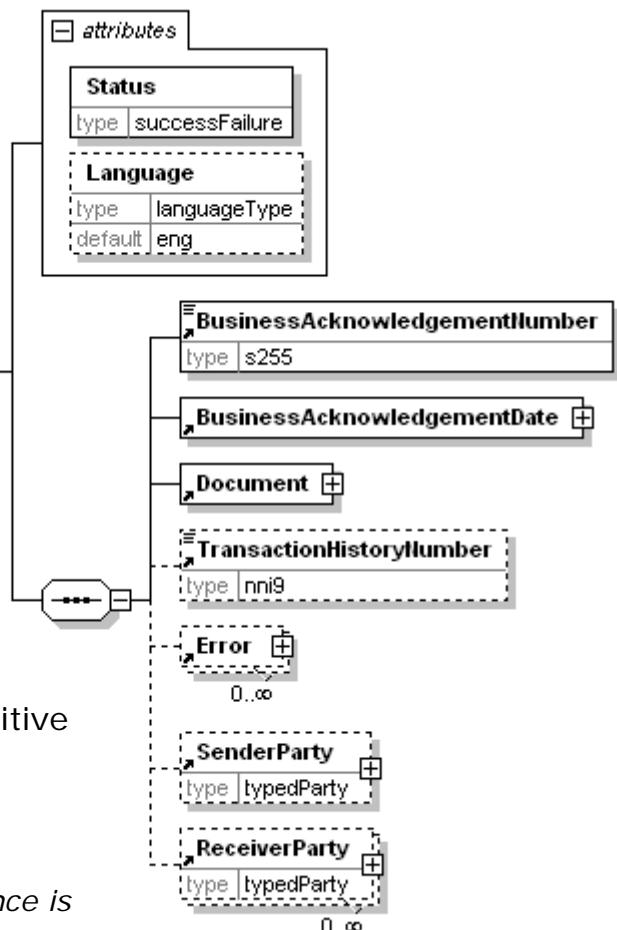 attributes
Status
type successFailure
Language
type languageType
default eng
BusinessAcknowledgementNumber
type s255
BusinessAcknowledgementDate
Document
TransactionHistoryNumber
type nni9
Error
0..∞
itive
SenderParty
type typedParty
ReceiverParty
type typedParty
nce is
0..∞